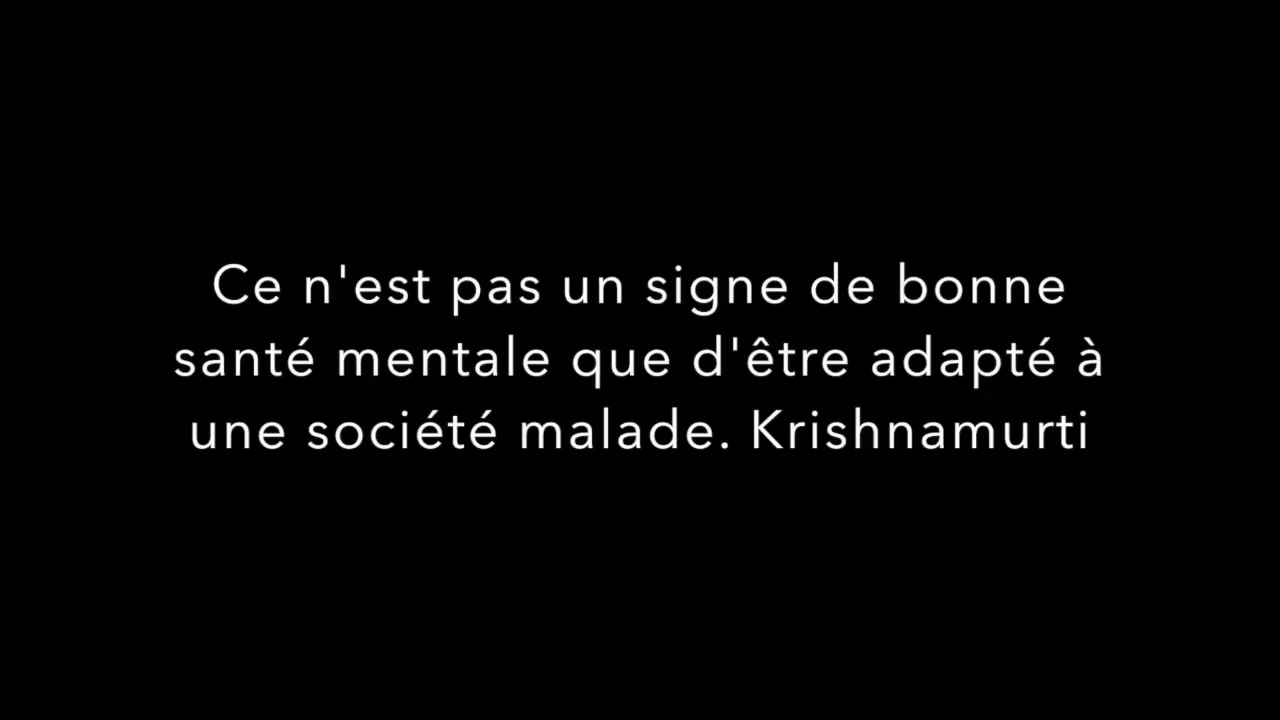 Ce n'est pas un signe de bonne
santé mentale que d'être adapté à
une société malade. Krishnamurti